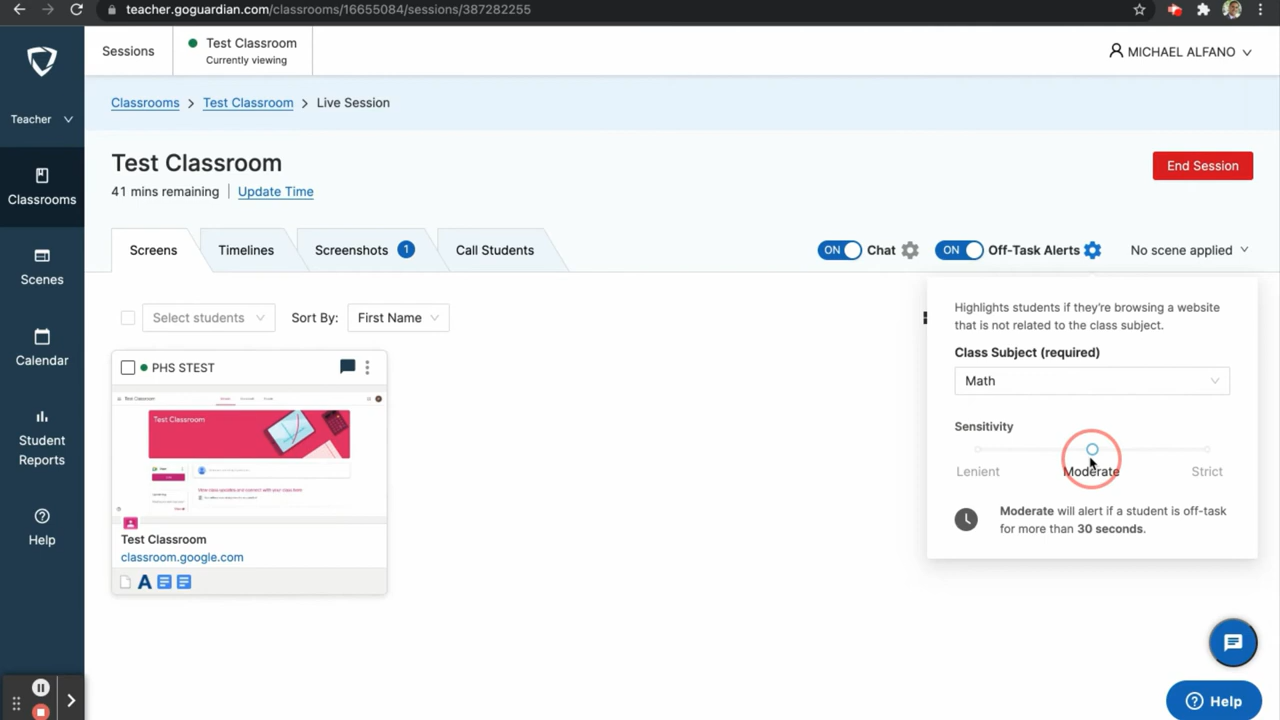 teacher.goguardian.com/classrooms/16655084/sessions/387282255
Sessions
Test Classroom
Currently viewing
MICHAEL ALFANO
Teacher
Classrooms
Scenes
Calendar
Student
Reports
Help
Classrooms > Test Classroom > Live Session
Test Classroom
41 mins remaining | Update Time
End Session
Screens
Timelines
Screenshots 1
Call Students
ON Chat
ON Off-Task Alerts
No scene applied
Select students
Sort By: First Name
Highlights students if they're browsing a website
that is not related to the class subject.
Class Subject (required)
Math
Sensitivity
Lenient Moderate Strict
Moderate will alert if a student is off-task
for more than 30 seconds.
PHS STEST
Test Classroom
Test Classroom
classroom.google.com
A
Help